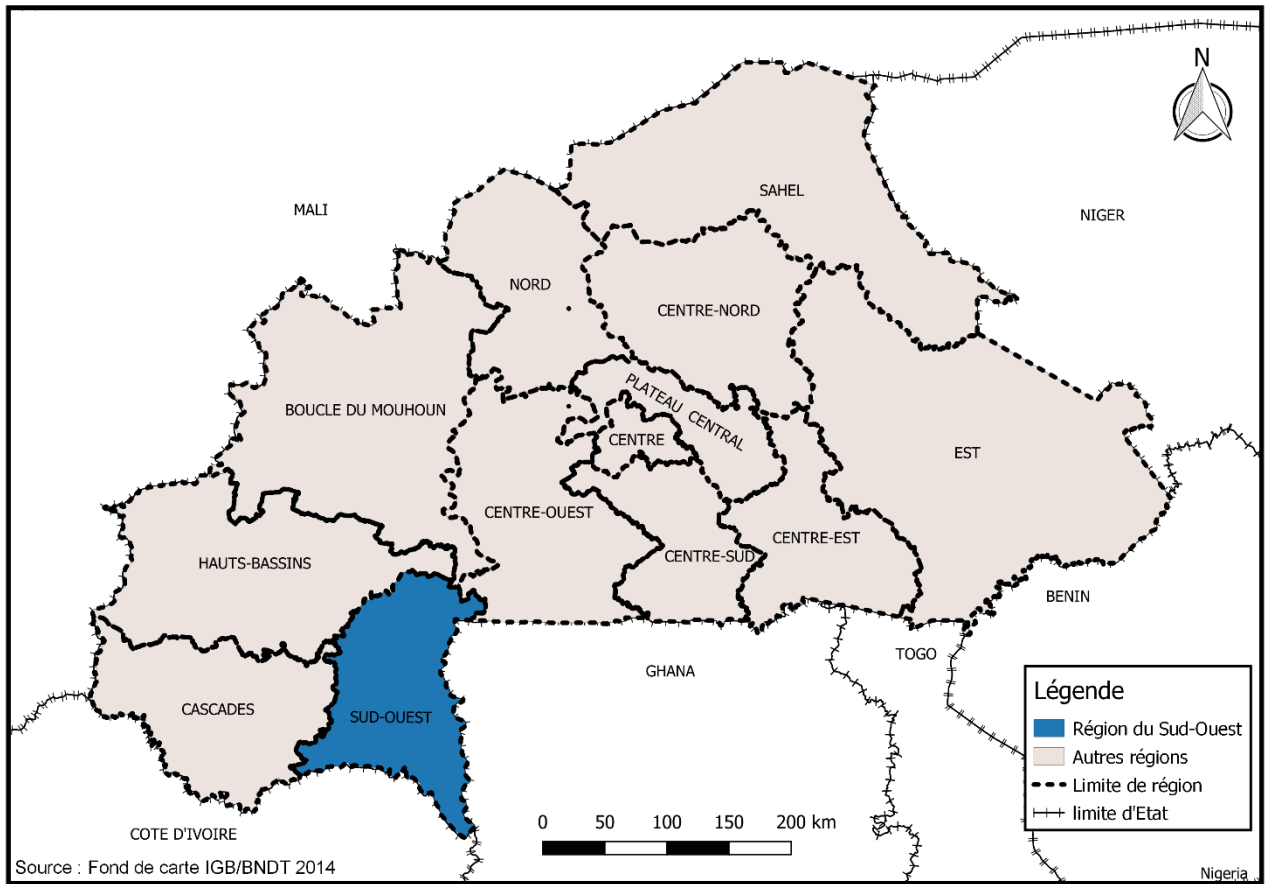 N
MALI
SAHEL
NIGER
NORD
CENTRE-NORD
PLATEAU CENTRAL
BOUCLE DU MOUHOUN
CENTRE
EST
CENTRE-OUEST
CENTRE-EST
CENTRE-SUD
HAUTS-BASSINS
BENIN
TOGO
GHANA
CASCADES
SUD-OUEST
Légende
Région du Sud-Ouest
Autres régions
Limite de région
limite d'Etat
0 50 100 150 200 km
COTE D'IVOIRE
Source : Fond de carte IGB/BNDT 2014
Nigeria